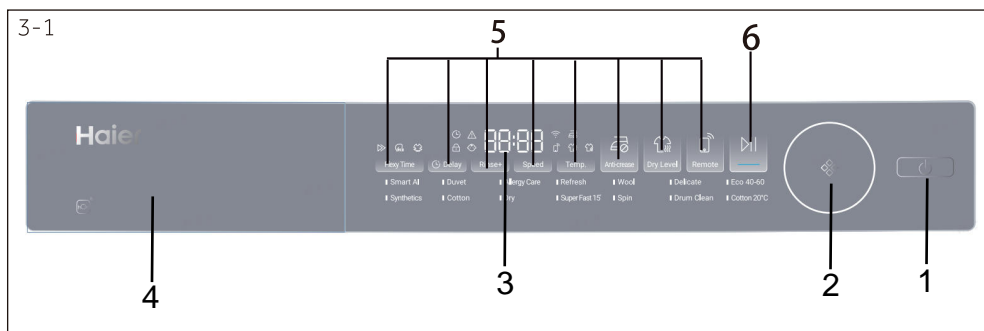 3-1
5
6
Haier
88:88
Flexy Time Delay Rinse+ Speed Temp. Anti-crease Dry Level Remote
Smart AI Duvet Allergy Care Refresh Wool Delicate Eco 40-60
Synthetics Cotton Dry Super Fast 15' Spin Drum Clean Cotton 20°C
4
3
2
1